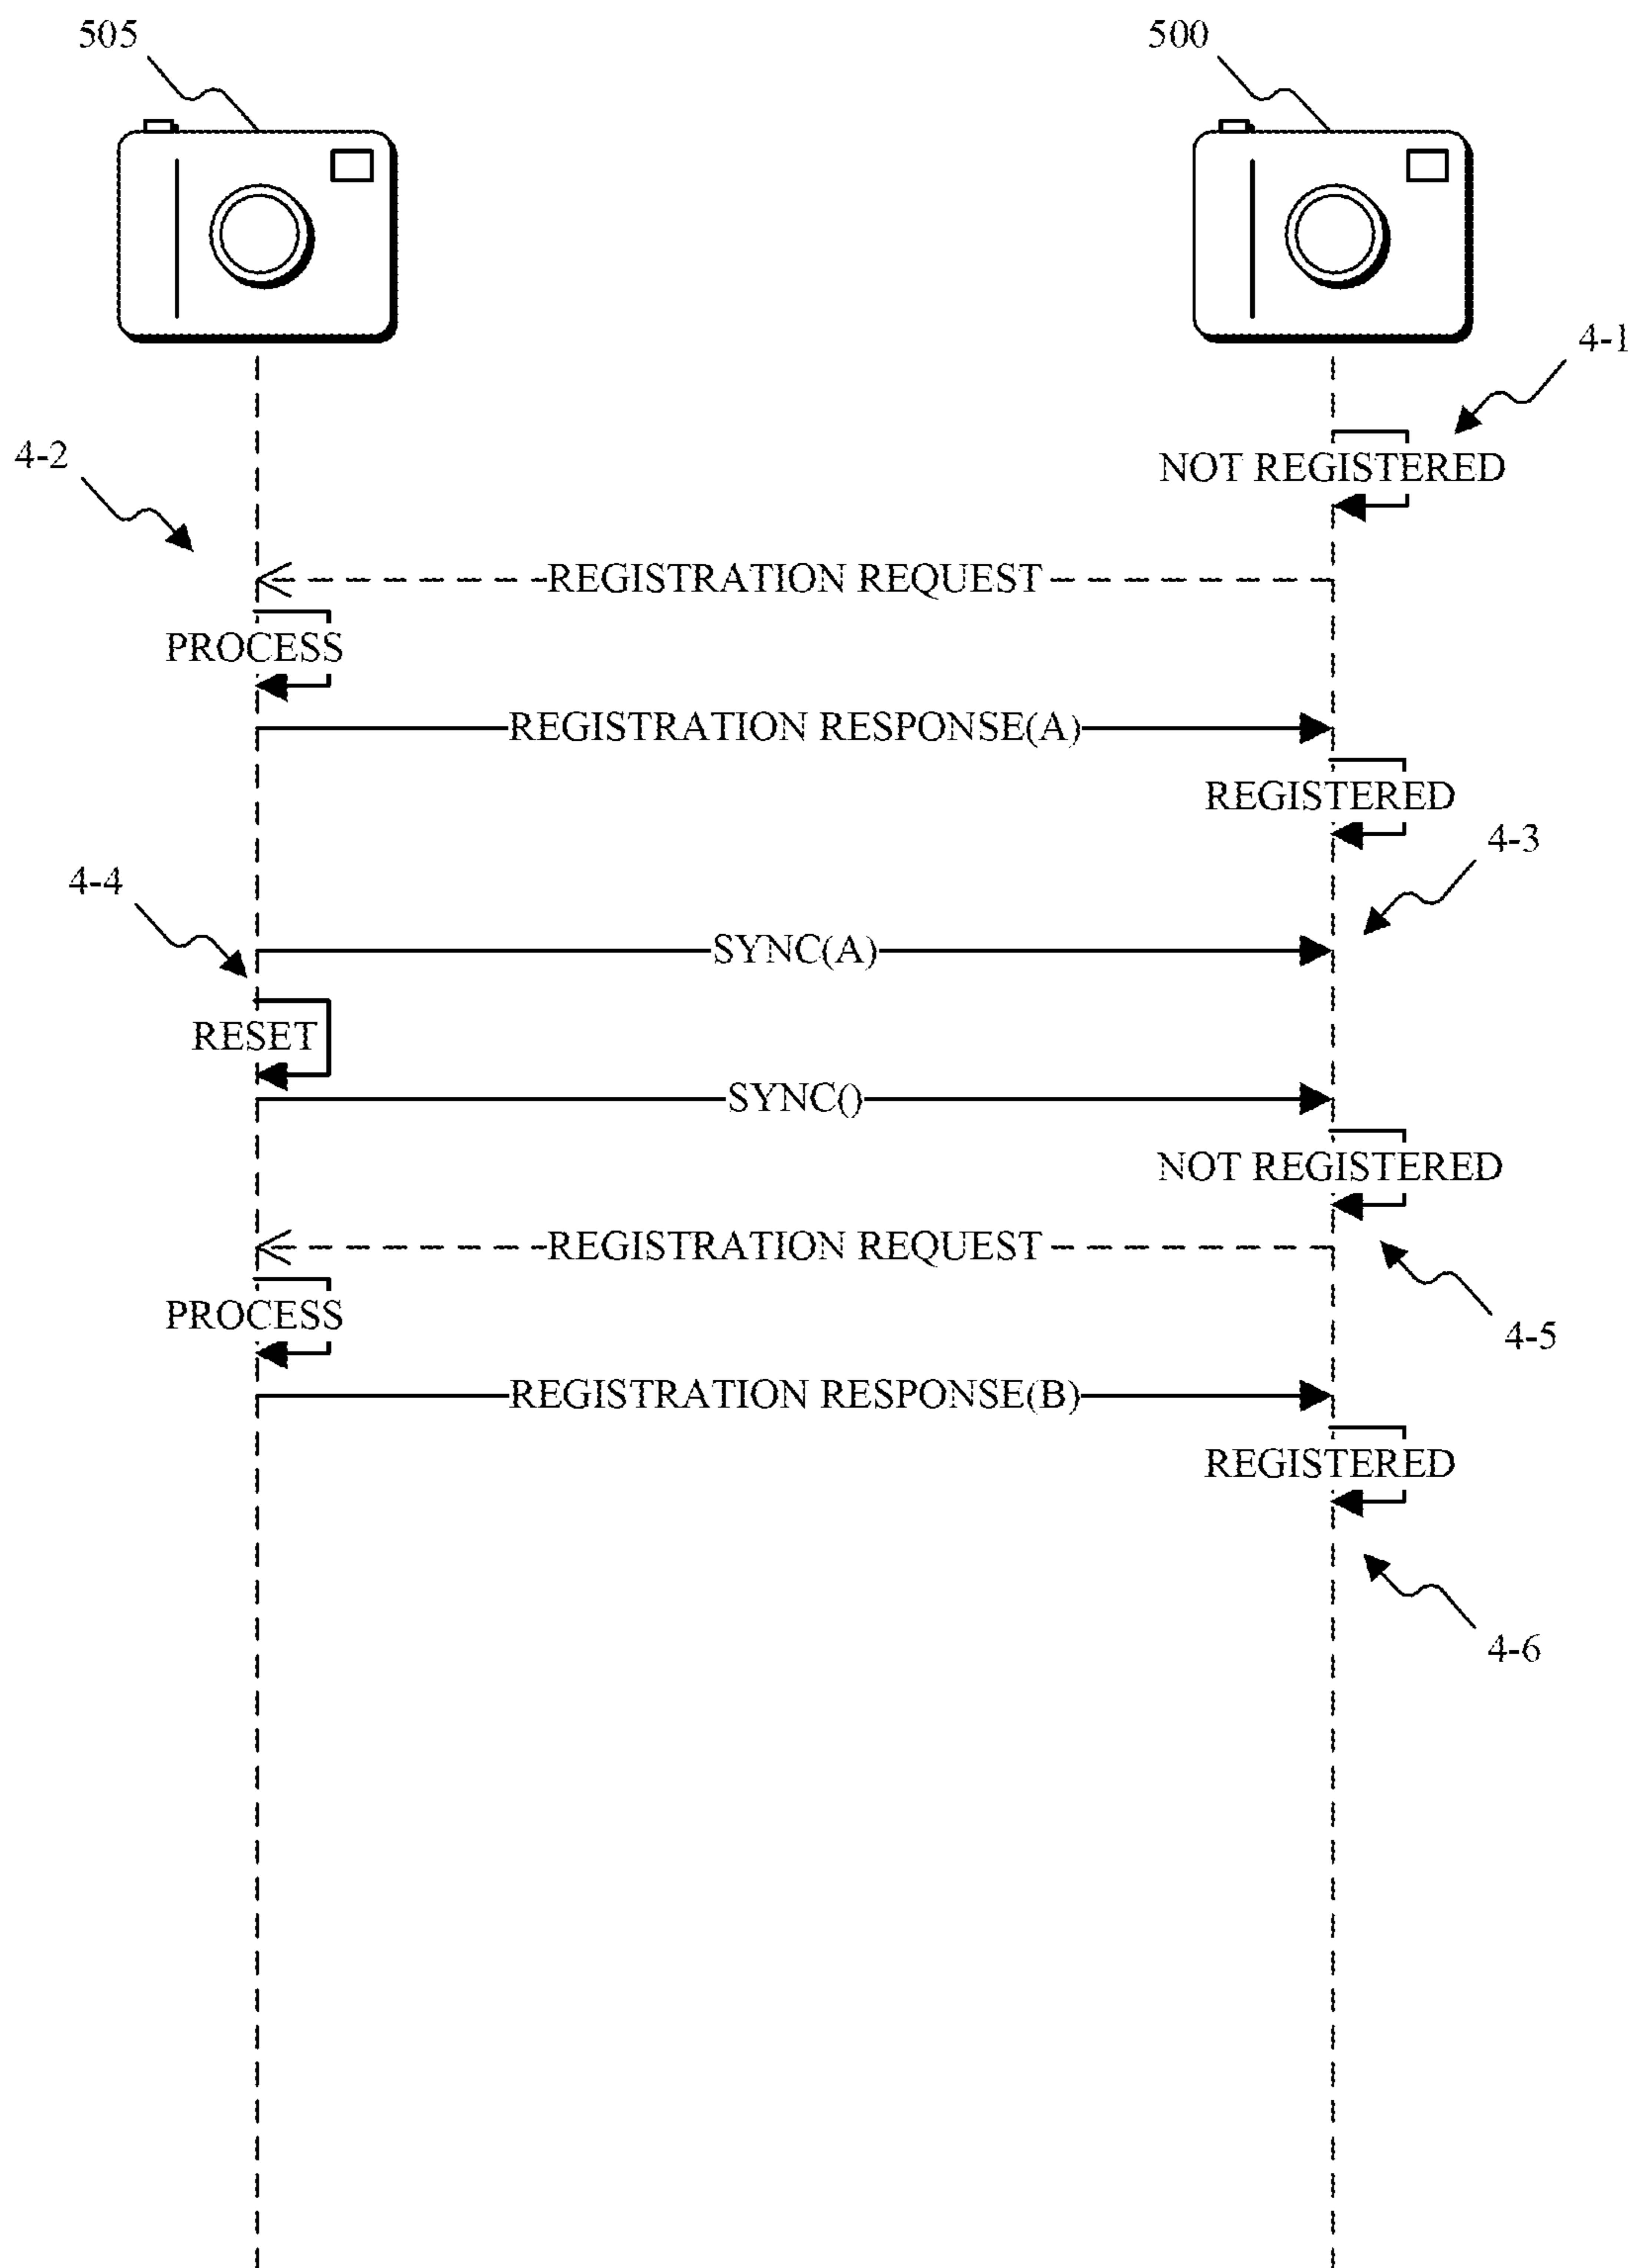 505
500
4-1
NOT REGISTERED
4-2
REGISTRATION REQUEST
PROCESS
REGISTRATION RESPONSE(A)
REGISTERED
4-3
4-4
SYNC(A)
RESET
SYNC()
NOT REGISTERED
REGISTRATION REQUEST
PROCESS
4-5
REGISTRATION RESPONSE(B)
REGISTERED
4-6